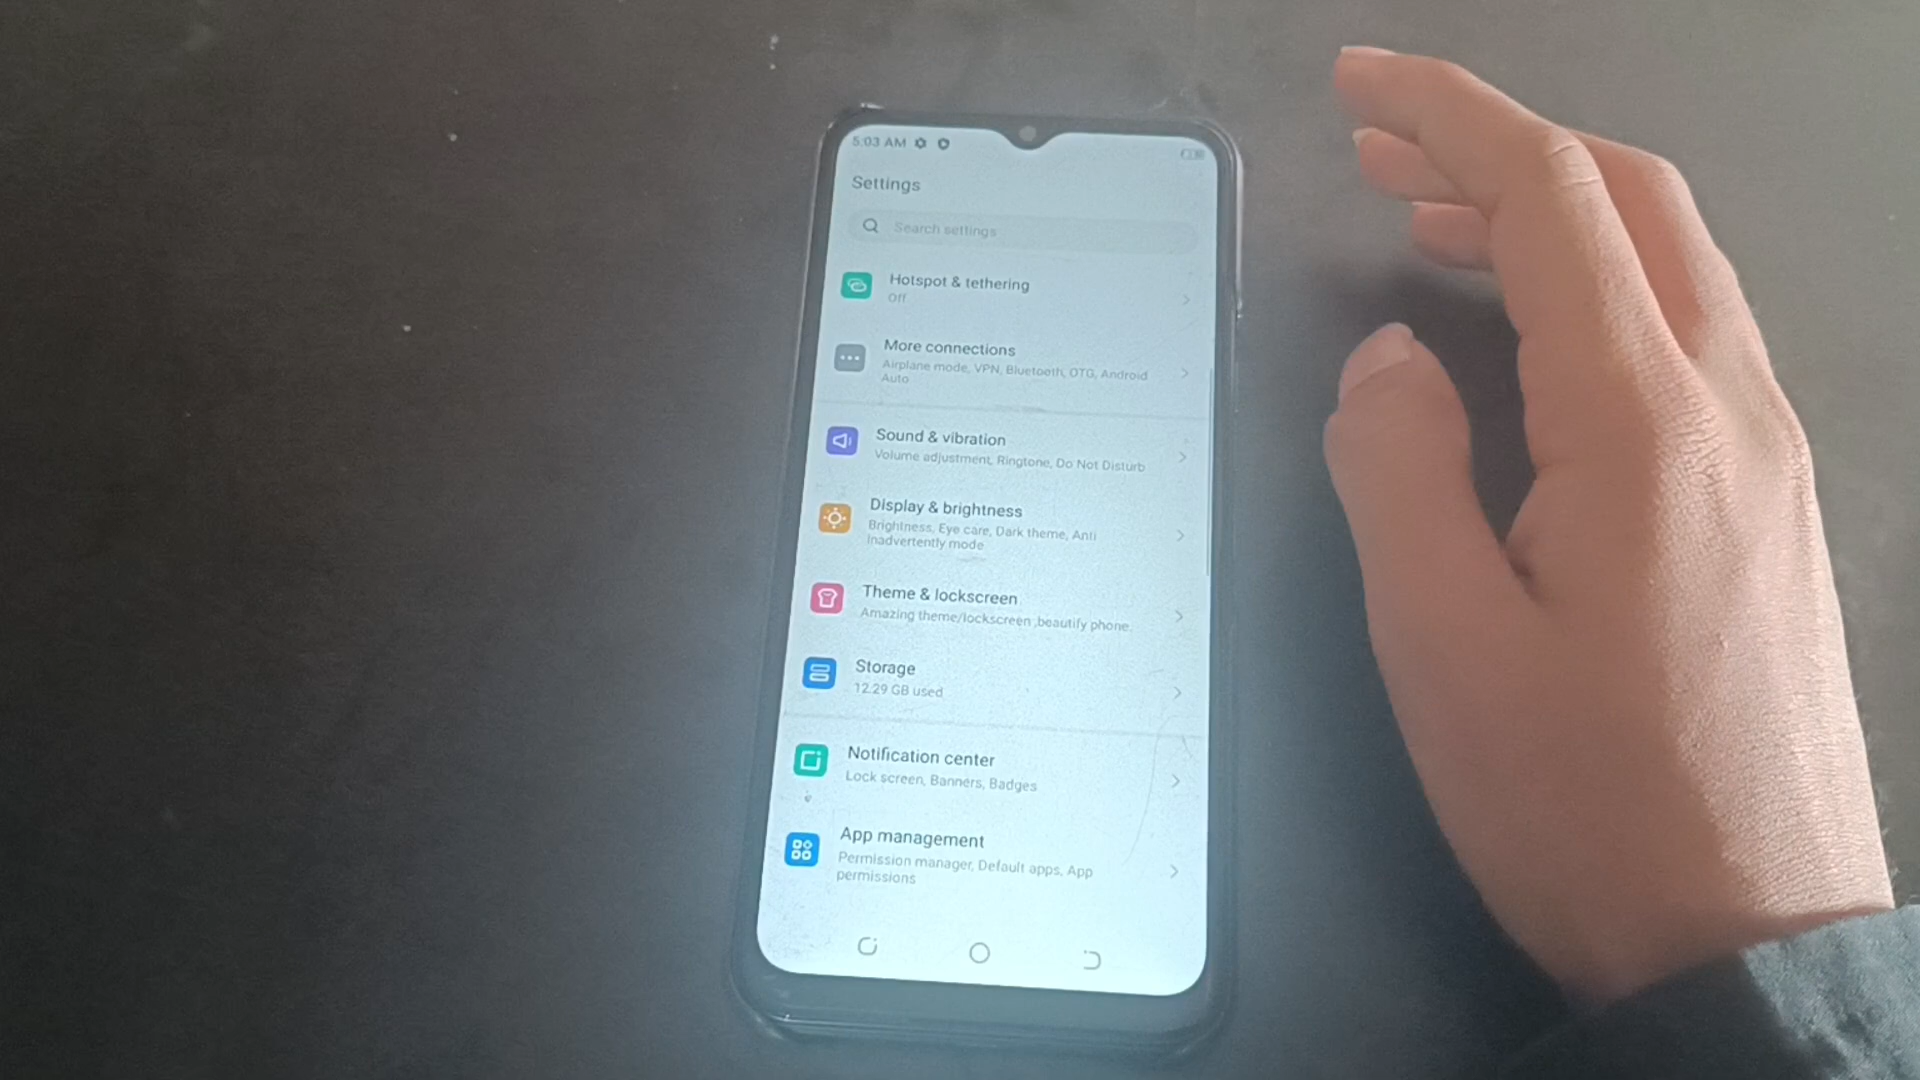 5:03 AM
Settings
Search settings
Hotspot & tethering
Off
More connections
Airplane mode, VPN, Bluetooth, OTG, Android
Auto
Sound & vibration
Volume adjustment, Ringtone, Do Not Disturb
Display & brightness
Brightness, Eye care, Dark theme, Anti
Inadvertently mode
Theme & lockscreen
Amazing theme/lockscreen ,beautify phone.
Storage
12.29 GB used
Notification center
Lock screen, Banners, Badges
App management
Permission manager, Default apps, App
permissions